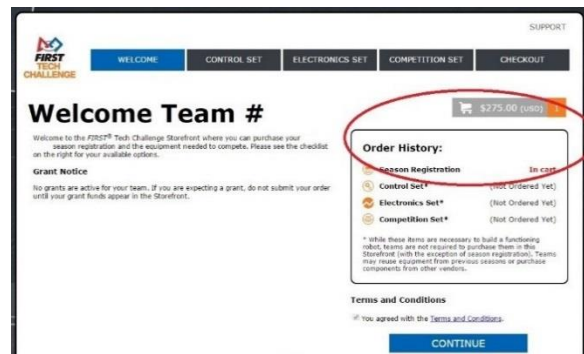 SUPPORT
FIRST
TECH
CHALLENGE
WELCOME
CONTROL SET
ELECTRONICS SET
COMPETITION SET
CHECKOUT
$275.00 (USD) 1
Welcome Team #
Welcome to the FIRST® Tech Challenge Storefront where you can purchase your
season registration and the equipment needed to compete. Please see the checklist
on the right for your available options.
Grant Notice
No grants are active for your team. If you are expecting a grant, do not submit your order
until your grant funds appear in the Storefront.
Order History:
Season Registration In cart
Control Set* (Not Ordered Yet)
Electronics Set* (Not Ordered Yet)
Competition Set* (Not Ordered Yet)
* While these items are necessary to build a functioning
robot, teams are not required to purchase them in this
Storefront (with the exception of season registration). Teams
may reuse equipment from previous seasons or purchase
components from other vendors.
Terms and Conditions
You agreed with the Terms and Conditions.
CONTINUE